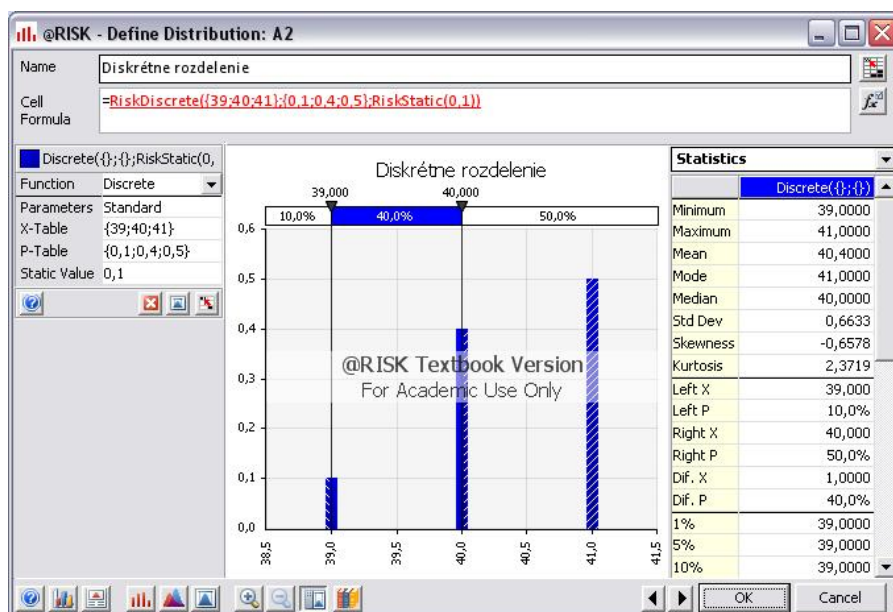 @RISK - Define Distribution: A2
Name
Diskrétne rozdelenie
Cell
Formula
=RiskDiscrete({39;40;41};{0,1;0,4;0,5};RiskStatic(0,1))
Discrete({};{};RiskStatic(0,
Function Discrete
Parameters Standard
X-Table {39;40;41}
P-Table {0,1;0,4;0,5}
Static Value 0,1
Diskrétne rozdelenie
39,000 40,000
10,0% 40,0% 50,0%
0,6
0,5
0,4
0,3
0,2
0,1
0,0
38,5 39,0 39,5 40,0 40,5 41,0 41,5
@RISK Textbook Version
For Academic Use Only
Statistics
Discrete({};{})
Minimum 39,0000
Maximum 41,0000
Mean 40,4000
Mode 41,0000
Median 40,0000
Std Dev 0,6633
Skewness -0,6578
Kurtosis 2,3719
Left X 39,000
Left P 10,0%
Right X 40,000
Right P 50,0%
Dif. X 1,0000
Dif. P 40,0%
1% 39,0000
5% 39,0000
10% 39,0000
OK Cancel